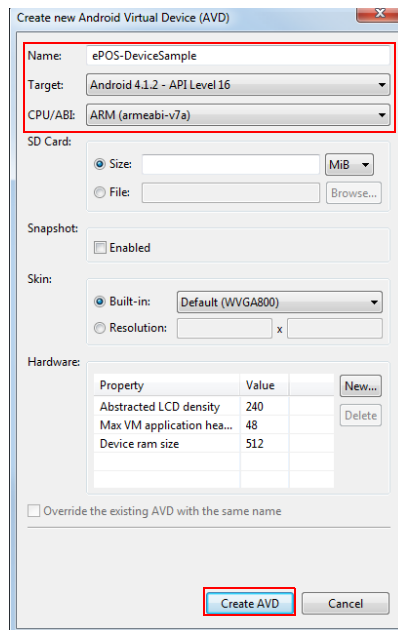 Create new Android Virtual Device (AVD)
Name: ePOS-DeviceSample
Target: Android 4.1.2 - API Level 16
CPU/ABI: ARM (armeabi-v7a)
SD Card:
Size: MiB
File: Browse...
Snapshot:
Enabled
Skin:
Built-in: Default (WVGA800)
Resolution: x
Hardware:
Property Value New...
Abstracted LCD density 240 Delete
Max VM application hea... 48
Device ram size 512
Override the existing AVD with the same name
Create AVD Cancel